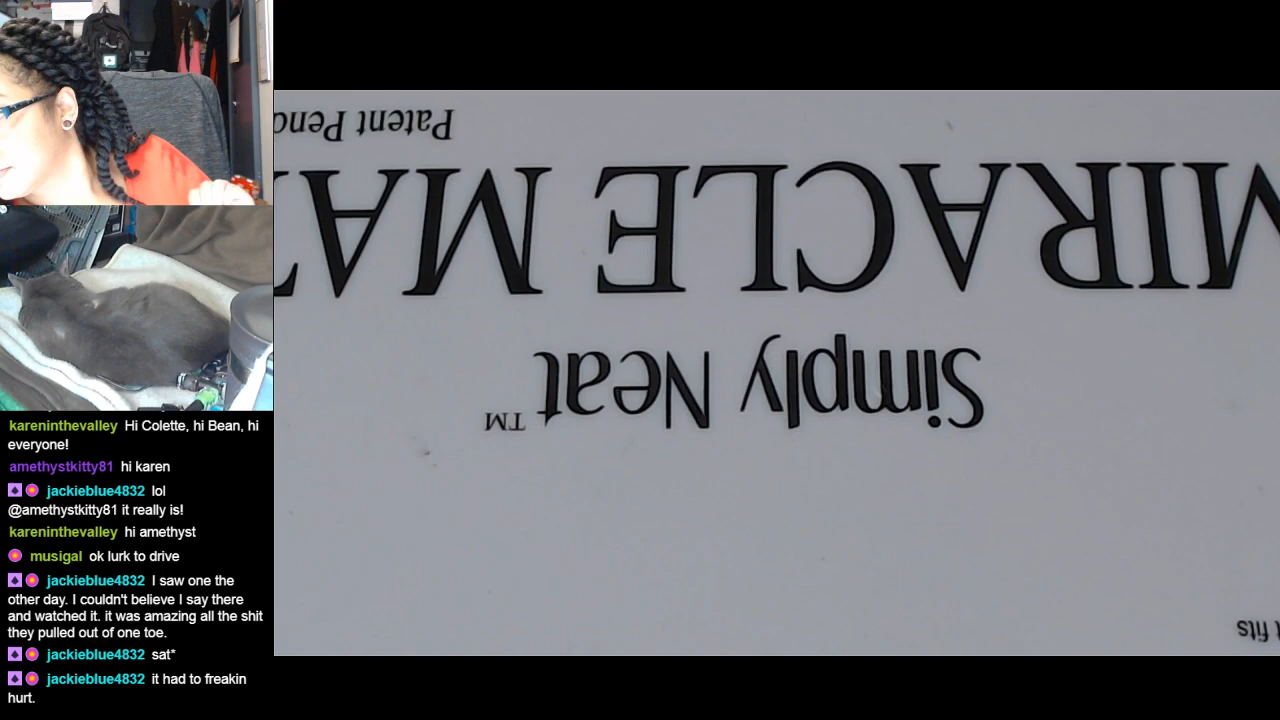 Patent Pend
MIRACLE MAT
Simply Neat™
t fits
kareninthevalley Hi Colette, hi Bean, hi
everyone!
amethystkitty81 hi karen
jackieblue4832 lol
@amethystkitty81 it really is!
kareninthevalley hi amethyst
musigal ok lurk to drive
jackieblue4832 I saw one the
other day. I couldn't believe I say there
and watched it. it was amazing all the shit
they pulled out of one toe.
jackieblue4832 sat*
jackieblue4832 it had to freakin
hurt.